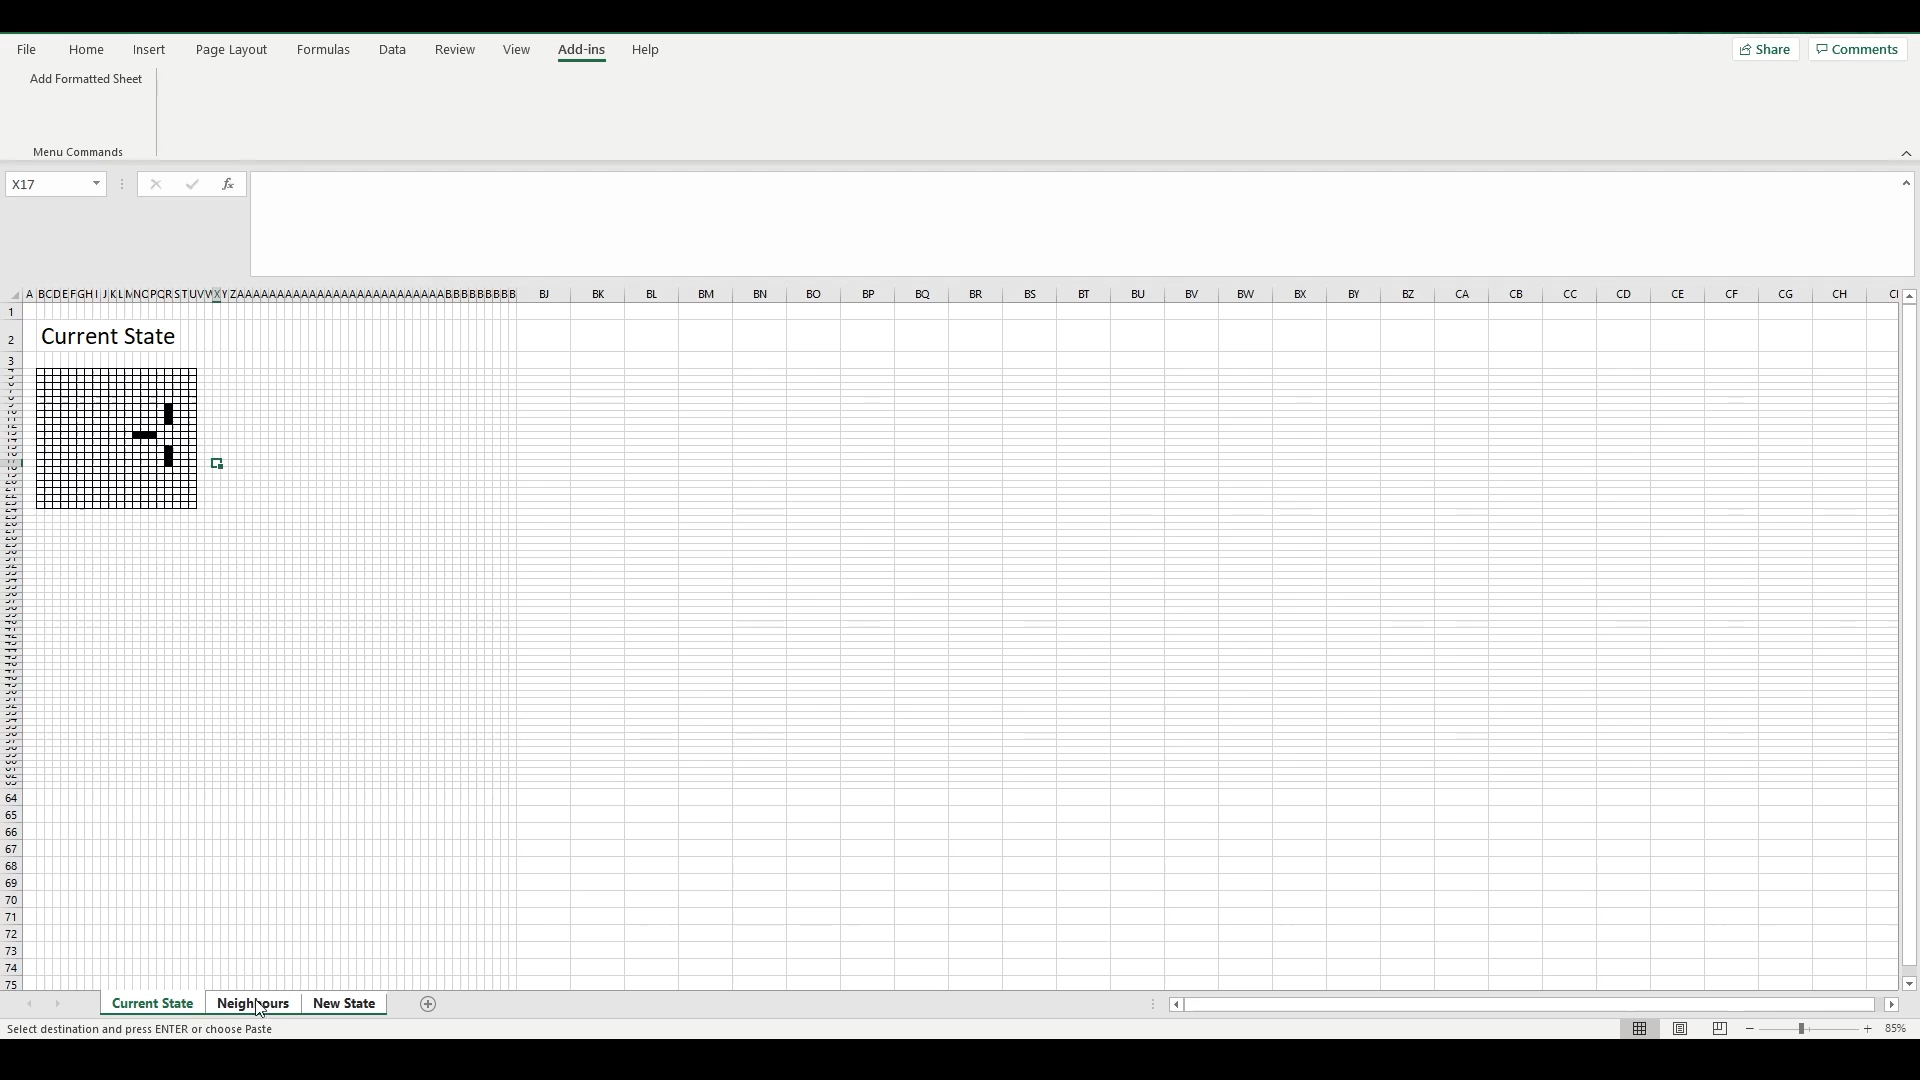 File Home Insert Page Layout Formulas Data Review View Add-ins Help Share Comments
Add Formatted Sheet
Menu Commands
X17 fx
A B C D E F G H I J K L M N O P Q R S T U V W X Y Z A A A A A A A A A A A A A A A A A A A A A A A A A A B B B B B B B B B BJ BK BL BM BN BO BP BQ BR BS BT BU BV BW BX BY BZ CA CB CC CD CE CF CG CH
1
2 Current State
3
64
65
66
67
68
69
70
71
72
73
74
75
Current State Neighbours New State
Select destination and press ENTER or choose Paste 85%